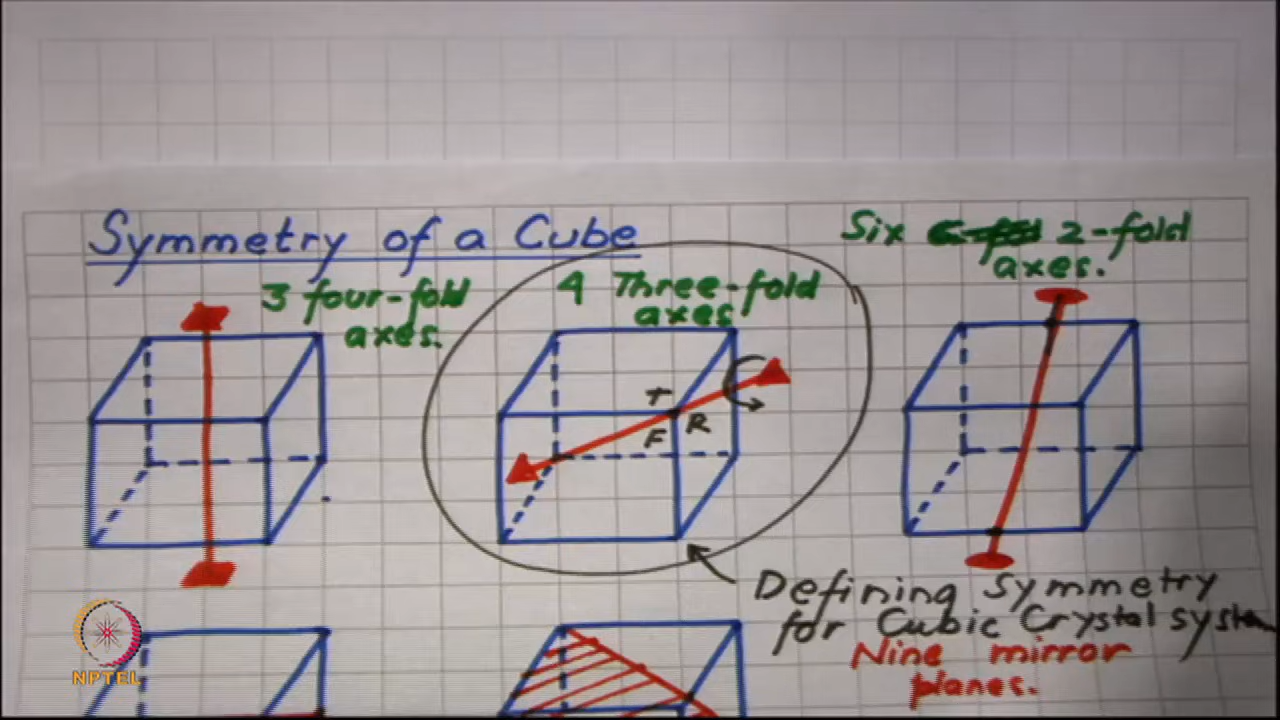 Symmetry of a Cube
3 four-fold
axes.
4 Three-fold
axes
Six 2-fold
axes.
T
F R
Defining Symmetry
for Cubic Crystal syste
Nine mirror
planes.
NPTEL